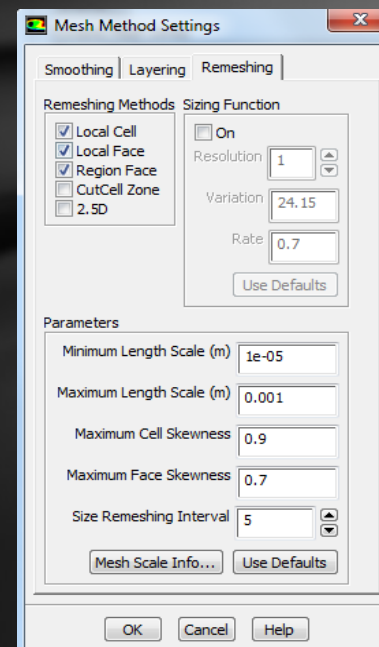 Mesh Method Settings
Smoothing Layering Remeshing
Remeshing Methods Sizing Function
Local Cell
Local Face
Region Face
CutCell Zone
2.5D
On
Resolution 1
Variation 24.15
Rate 0.7
Use Defaults
Parameters
Minimum Length Scale (m) 1e-05
Maximum Length Scale (m) 0.001
Maximum Cell Skewness 0.9
Maximum Face Skewness 0.7
Size Remeshing Interval 5
Mesh Scale Info... Use Defaults
OK Cancel Help